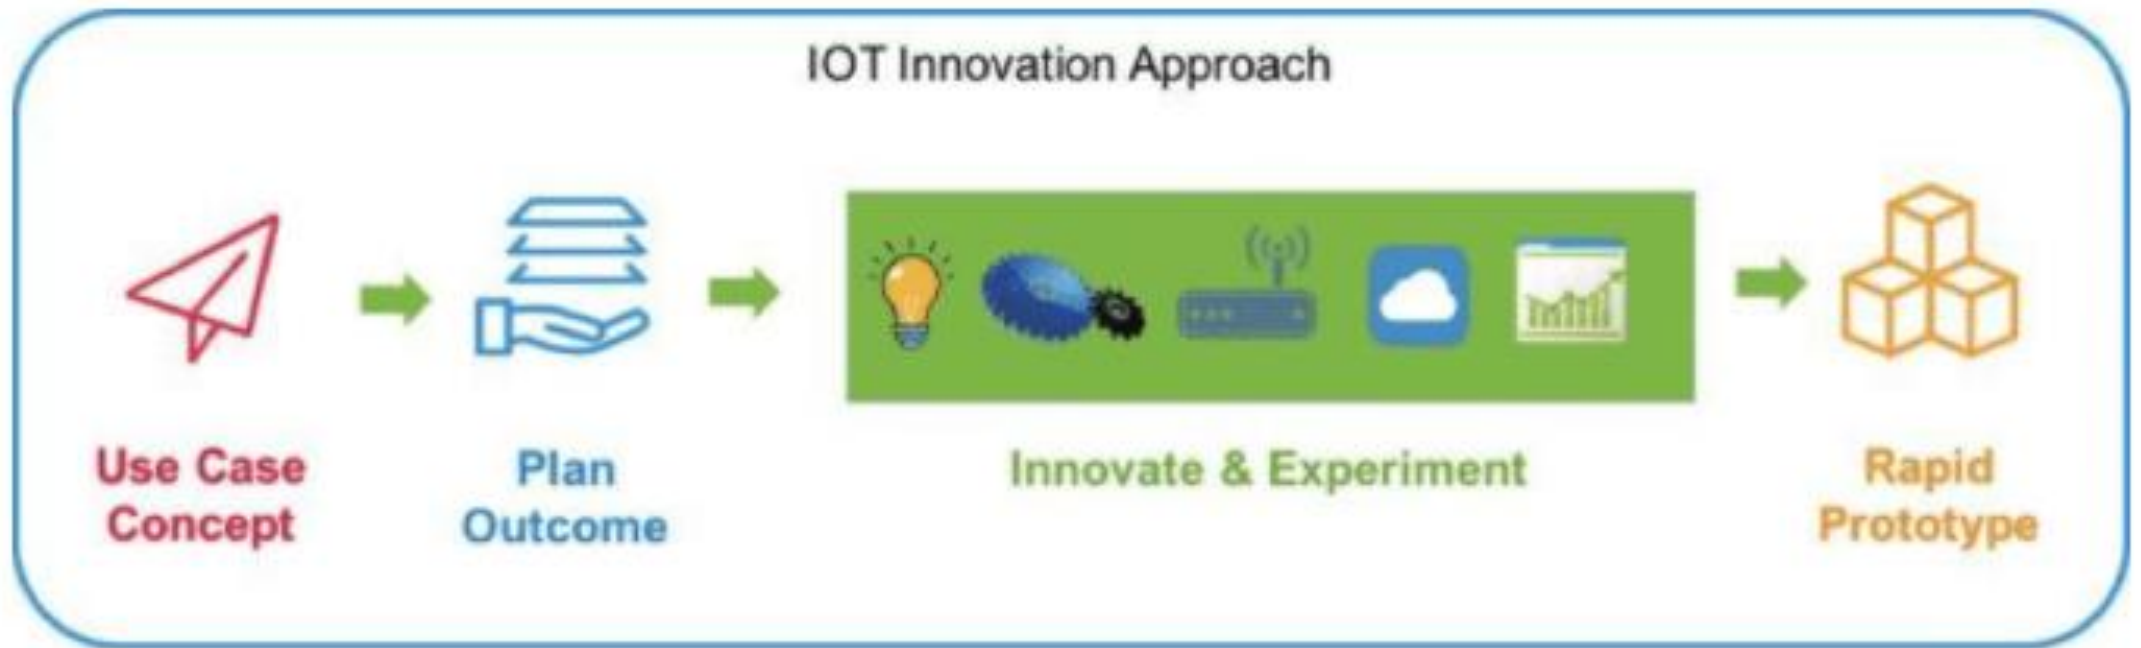 IOT Innovation Approach
Use Case
Concept
Plan
Outcome
Innovate & Experiment
Rapid
Prototype